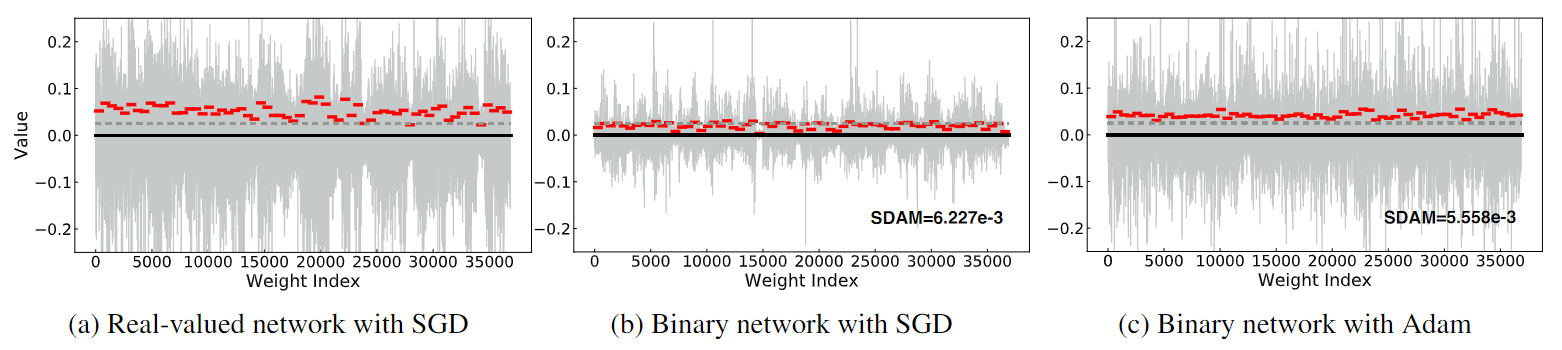 0.2
0.1
0.0
−0.1
−0.2
Value
0 5000 10000 15000 20000 25000 30000 35000
Weight Index
(a) Real-valued network with SGD
0.2
0.1
0.0
−0.1
−0.2
SDAM=6.227e-3
0 5000 10000 15000 20000 25000 30000 35000
Weight Index
(b) Binary network with SGD
0.2
0.1
0.0
−0.1
−0.2
SDAM=5.558e-3
0 5000 10000 15000 20000 25000 30000 35000
Weight Index
(c) Binary network with Adam